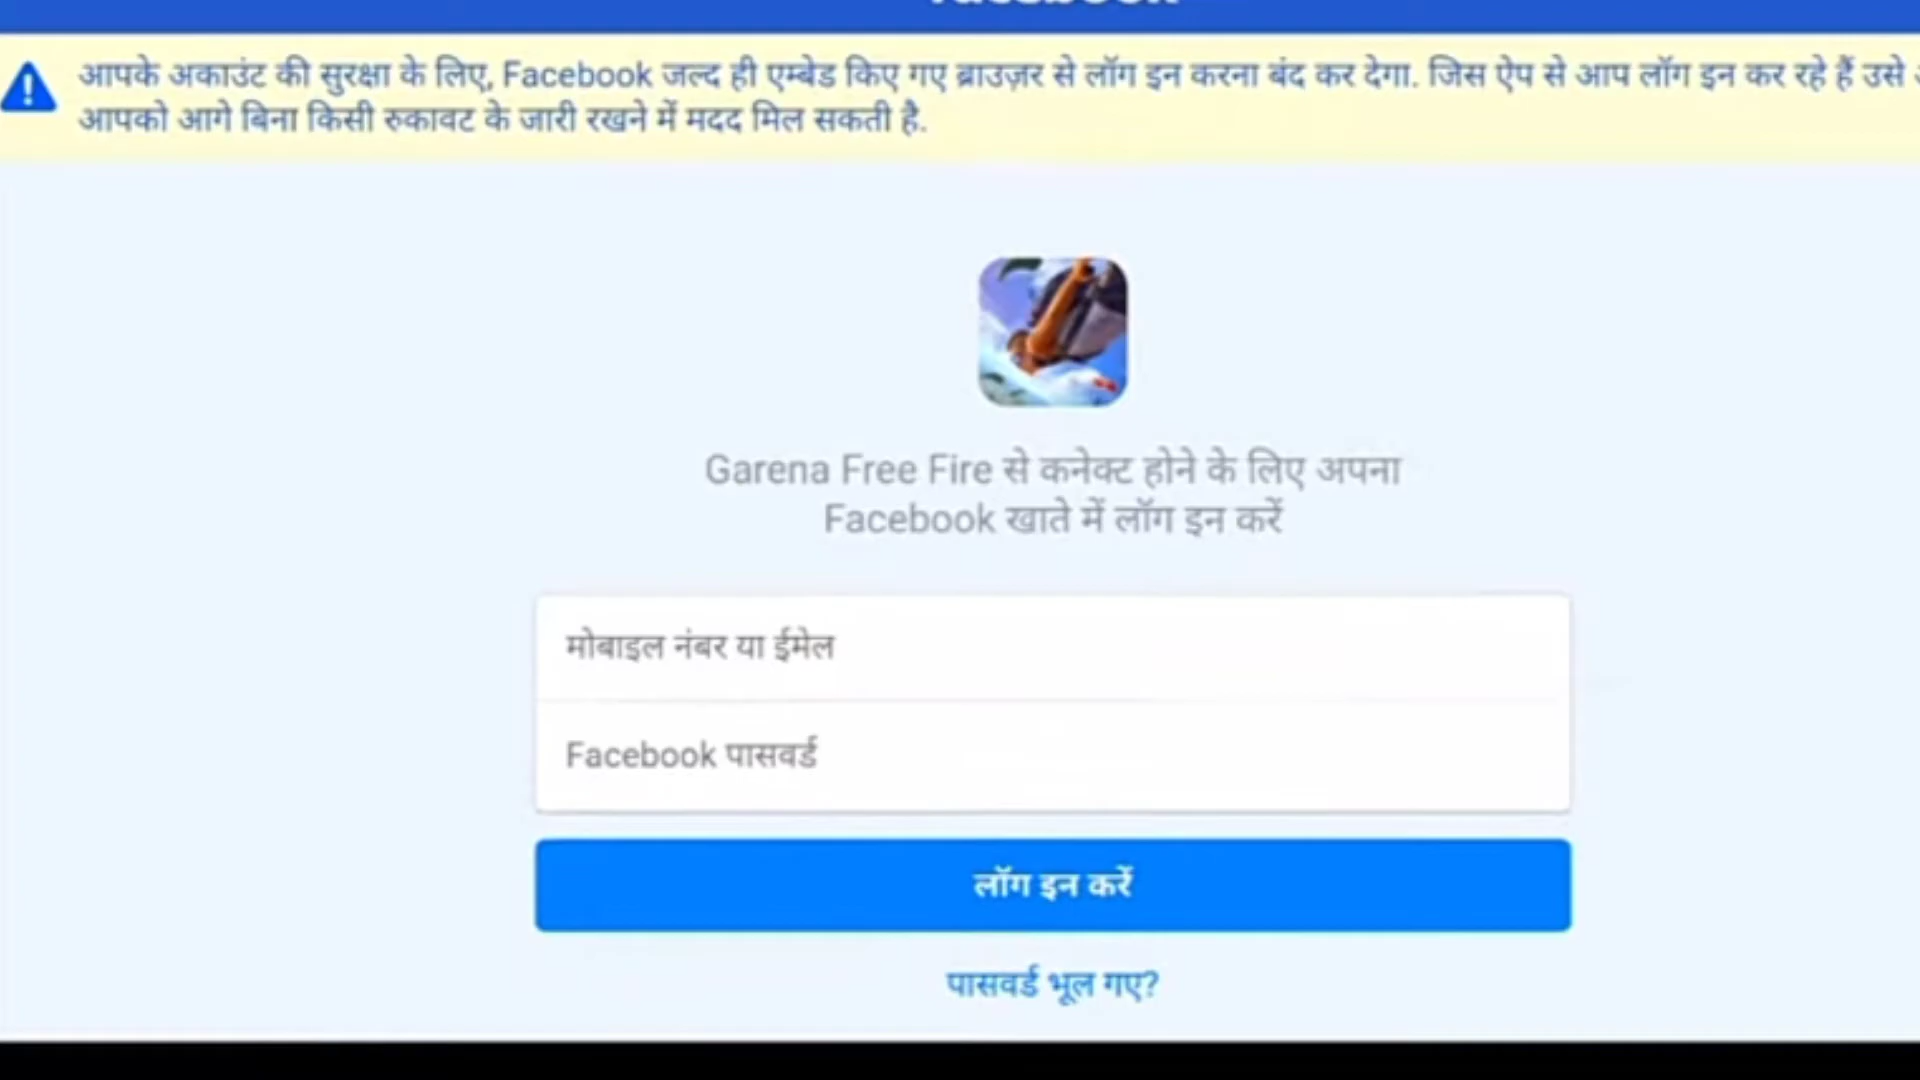 आपके अकाउंट की सुरक्षा के लिए, Facebook जल्द ही एम्बेड किए गए ब्राउज़र से लॉग इन करना बंद कर देगा. जिस ऐप से आप लॉग इन कर रहे हैं उसे
आपको आगे बिना किसी रुकावट के जारी रखने में मदद मिल सकती है.
Garena Free Fire से कनेक्ट होने के लिए अपना
Facebook खाते में लॉग इन करें
मोबाइल नंबर या ईमेल
Facebook पासवर्ड
लॉग इन करें
पासवर्ड भूल गए?